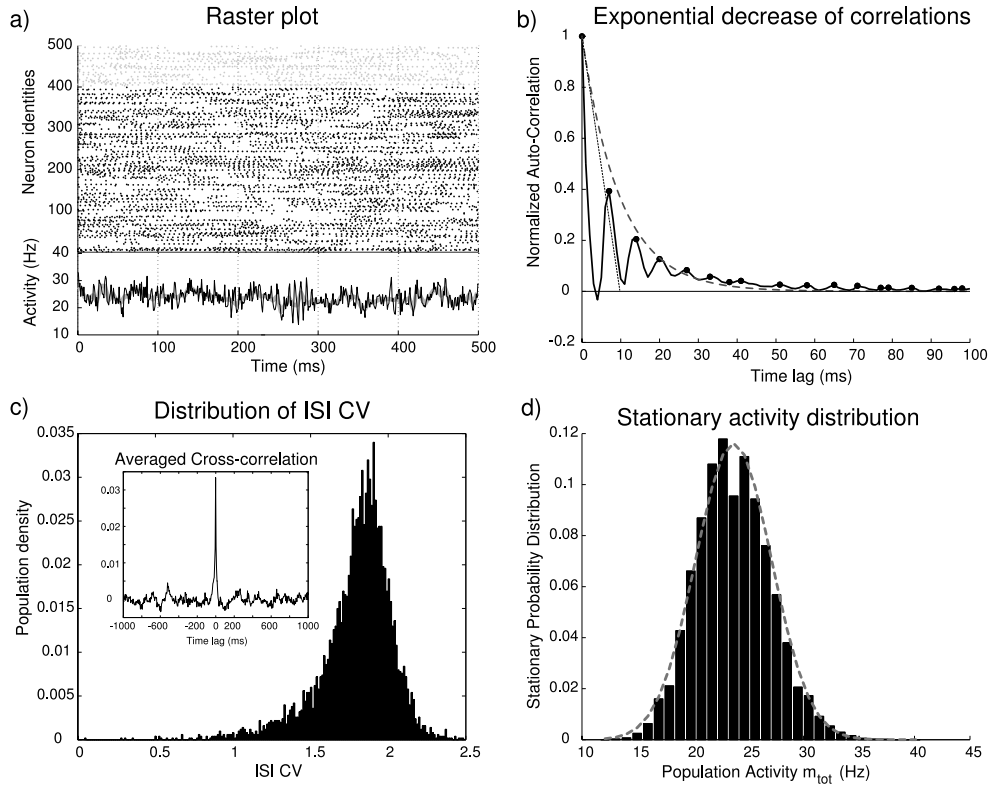 a)
Raster plot
Neuron identities
500
400
300
200
100
Activity (Hz)
40
30
20
10
0 100 200 300 400 500
Time (ms)
b)
Exponential decrease of correlations
Normalized Auto-Correlation
1
0.8
0.6
0.4
0.2
0
-0.2
0 10 20 30 40 50 60 70 80 90 100
Time lag (ms)
c)
Distribution of ISI CV
Population density
0.035
0.03
0.025
0.02
0.015
0.01
0.005
0
0 0.5 1 1.5 2 2.5
ISI CV
Averaged Cross-correlation
0.03
0.02
0.01
0
-1000 -600 -200 0 200 600 1000
Time lag (ms)
d)
Stationary activity distribution
Stationary Probability Distribution
0.12
0.1
0.08
0.06
0.04
0.02
0
10 15 20 25 30 35 40 45
Population Activity m_tot (Hz)